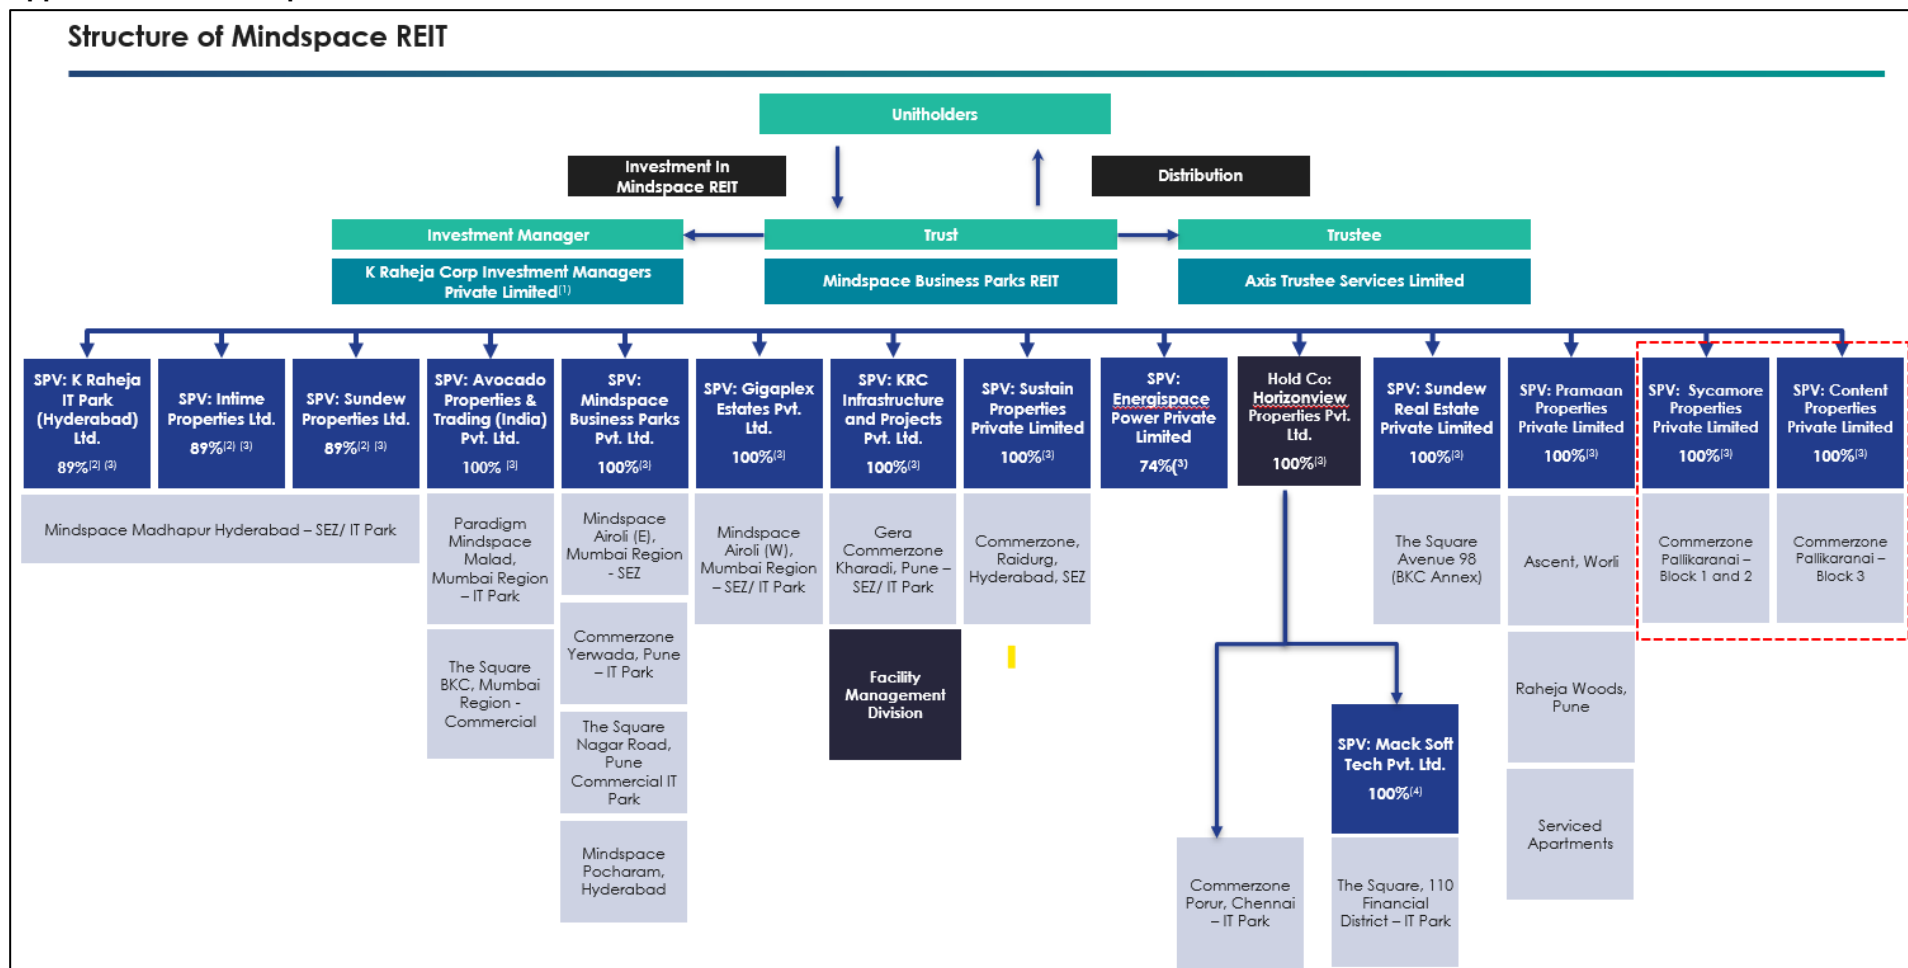 Structure of Mindspace REIT
Unitholders
Investment In
Mindspace REIT
Distribution
Investment Manager
Trust
Trustee
K Raheja Corp Investment Managers
Private Limited(1)
Mindspace Business Parks REIT
Axis Trustee Services Limited
SPV: K Raheja
IT Park
(Hyderabad)
Ltd.
89%(2) (3)
SPV: Intime
Properties Ltd.
89%(2) (3)
SPV: Sundew
Properties Ltd.
89%(2) (3)
SPV: Avocado
Properties &
Trading (India)
Pvt. Ltd.
100% (3)
SPV:
Mindspace
Business Parks
Pvt. Ltd.
100%(3)
SPV: Gigaplex
Estates Pvt.
Ltd.
100%(3)
SPV: KRC
Infrastructure
and Projects
Pvt. Ltd.
100%(3)
SPV: Sustain
Properties
Private Limited
100%(3)
SPV:
Energispace
Power Private
Limited
74%(3)
Hold Co:
Horizonview
Properties Pvt.
Ltd.
100%(3)
SPV: Sundew
Real Estate
Private Limited
100%(3)
SPV: Pramaan
Properties
Private Limited
100%(3)
SPV: Sycamore
Properties
Private Limited
100%(3)
SPV: Content
Properties
Private Limited
100%(3)
Mindspace Madhapur Hyderabad – SEZ/ IT Park
Paradigm
Mindspace
Malad,
Mumbai Region
– IT Park
The Square
BKC, Mumbai
Region -
Commercial
Mindspace
Airoli (E),
Mumbai Region
- SEZ
Commerzone
Yerwada, Pune
– IT Park
The Square
Nagar Road,
Pune
Commercial IT
Park
Mindspace
Pocharam,
Hyderabad
Mindspace
Airoli (W),
Mumbai Region
– SEZ/ IT Park
Gera
Commerzone
Kharadi, Pune –
SEZ/ IT Park
Facility
Management
Division
Commerzone,
Raidurg,
Hyderabad, SEZ
Commerzone
Porur, Chennai
– IT Park
SPV: Mack Soft
Tech Pvt. Ltd.
100%(4)
The Square, 110
Financial
District – IT Park
The Square
Avenue 98
(BKC Annex)
Ascent, Worli
Raheja Woods,
Pune
Serviced
Apartments
Commerzone
Pallikaranai –
Block 1 and 2
Commerzone
Pallikaranai –
Block 3